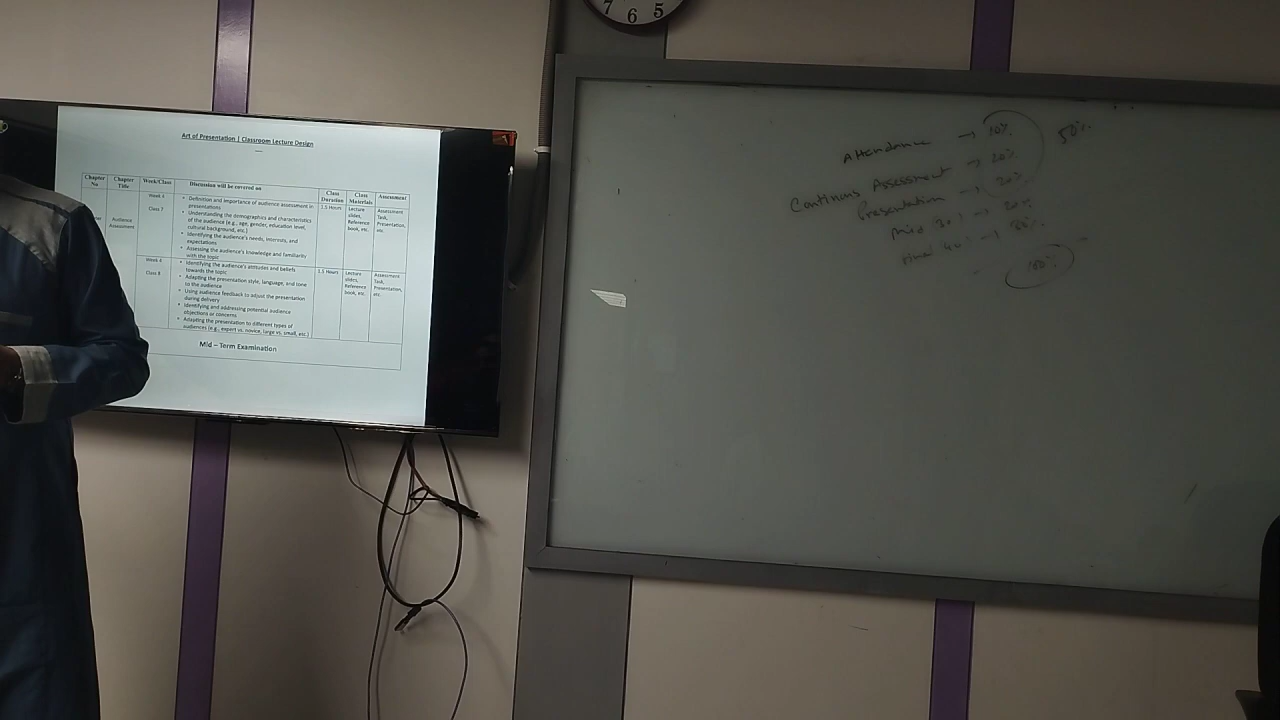 7 6 5
Art of Presentation | Classroom Lecture Design
Chapter No
Chapter Title
Week/Class
Discussion will be covered on
Class Duration
Class Materials
Assessment
Audience Assessment
Week 4
Class 7
Definition and importance of audience assessment in presentations
Understanding the demographics and characteristics of the audience (e.g., age, gender, education level, cultural background, etc.)
Identifying the audience's needs, interests, and expectations
Assessing the audience's knowledge and familiarity with the topic
1.5 Hours
Lecture slides, Reference book, etc.
Assessment Task, Presentation, etc.
Week 4
Class 8
Identifying the audience's attitudes and beliefs towards the topic
Adapting the presentation style, language, and tone to the audience
Using audience feedback to adjust the presentation during delivery
Identifying and addressing potential audience objections or concerns
Adapting the presentation to different types of audiences (e.g., expert vs. novice, large vs. small, etc.)
1.5 Hours
Lecture slides, Reference book, etc.
Assessment Task, Presentation, etc.
Mid – Term Examination
Attendance → 10%
50%
Continuns Assessment → 20%
Presentation → 20%
Mid → 20%
100%